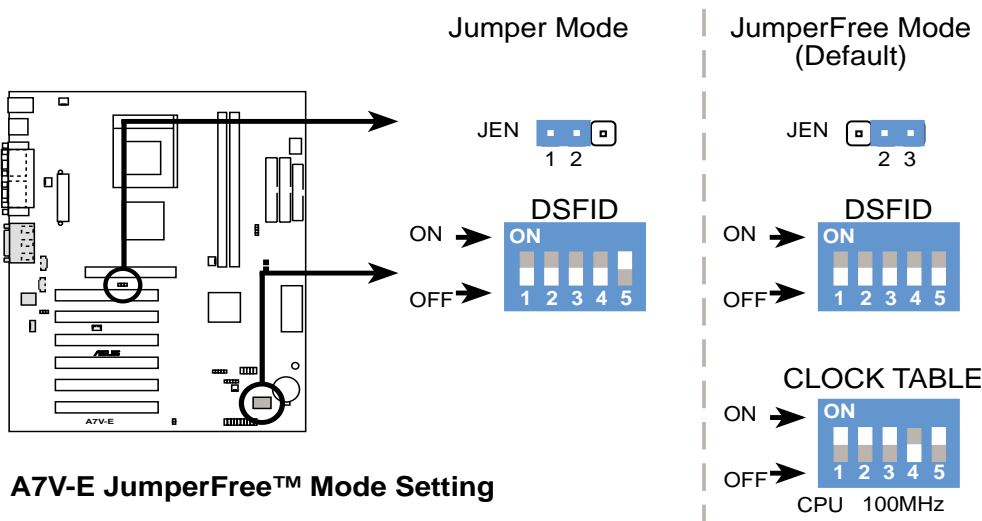 Jumper Mode
JumperFree Mode
(Default)
JEN
1 2
JEN
2 3
DSFID
ON
ON
OFF
1 2 3 4 5
DSFID
ON
ON
OFF
1 2 3 4 5
CLOCK TABLE
ON
ON
OFF
1 2 3 4 5
CPU 100MHz
ASUS
A7V-E
A7V-E JumperFree™ Mode Setting